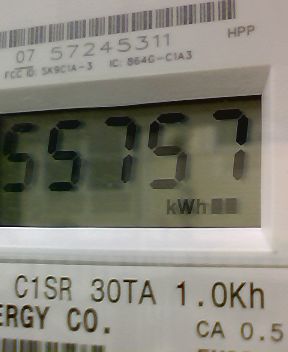 07 57245311
HPP
FCC ID: SK9C1A-3 IC: 864G-C1A3
55757
kWh
C1SR 30TA 1.0Kh
ERGY CO.
CA 0.5